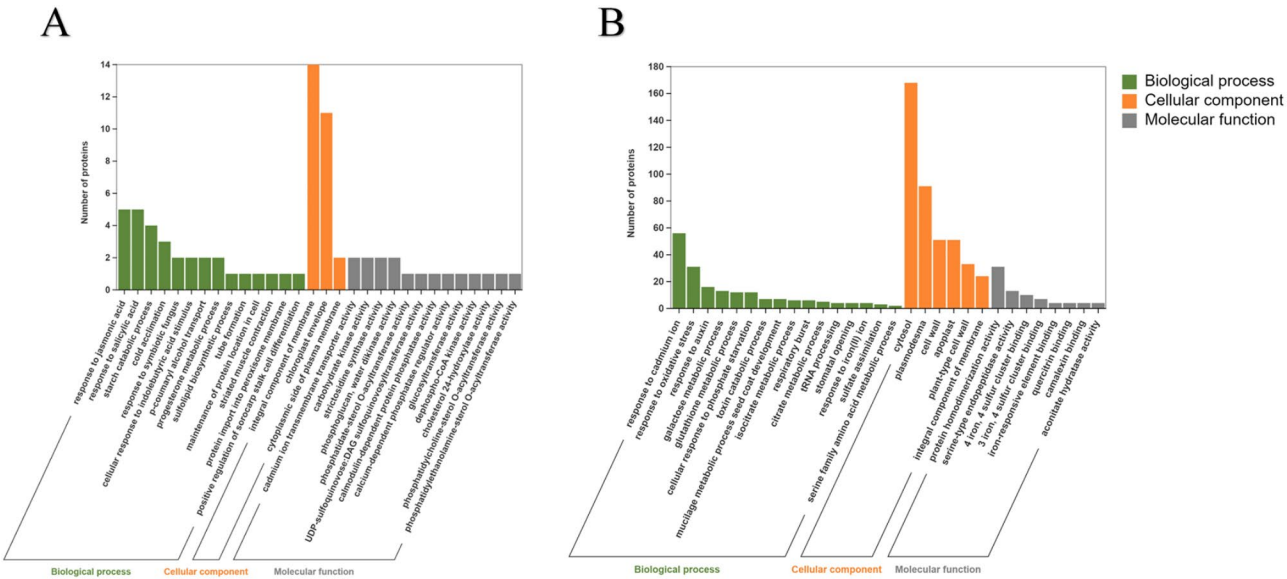 A
B
14
12
10
8
6
4
2
0
Number of proteins
response to jasmonic acid
response to salicylic acid
starch catabolic process
cold acclimation
response to symbiotic fungus
cellular response to indolebutyric acid stimulus
p-coumaryl alcohol transport
progesterone metabolic process
sulfolipid biosynthetic process
tube formation
maintenance of protein location in cell
striated muscle contraction
protein import into peroxisome membrane
positive regulation of sorocarp stalk cell differentiation
integral component of membrane
chloroplast envelope
cytoplasmic side of plasma membrane
cadmium ion transmembrane transporter activity
carbohydrate kinase activity
strictosidine synthase activity
phosphoglucan, water dikinase activity
phosphatidate-sterol O-acyltransferase activity
UDP-sulfoquinovose:DAG sulfoquinovosyltransferase activity
calmodulin-dependent protein phosphatase activity
calcium-dependent protein phosphatase regulator activity
glucosyltransferase activity
dephospho-CoA kinase activity
cholesterol 24-hydroxylase activity
phosphatidylcholine-sterol O-acyltransferase activity
phosphatidylethanolamine-sterol O-acyltransferase activity
Biological process
Cellular component
Molecular function
180
160
140
120
100
80
60
40
20
0
Number of proteins
response to cadmium ion
response to oxidative stress
response to auxin
galactose metabolic process
glutathione metabolic process
cellular response to phosphate starvation
toxin catabolic process
mucilage metabolic process seed coat development
respiratory burst
isocitrate metabolic process
citrate metabolic process
tRNA processing
stomatal opening
response to iron(III) ion
sulfate assimilation
serine family amino acid metabolic process
cytosol
plasmodesma
cell wall
apoplast
plant-type cell wall
integral component of membrane
protein homodimerization activity
serine-type endopeptidase activity
4 iron, 4 sulfur cluster binding
3 iron, 4 sulfur cluster binding
iron-responsive element binding
quercitrin binding
camalexin binding
aconitate hydratase activity
Biological process
Cellular component
Molecular function
Biological process
Cellular component
Molecular function